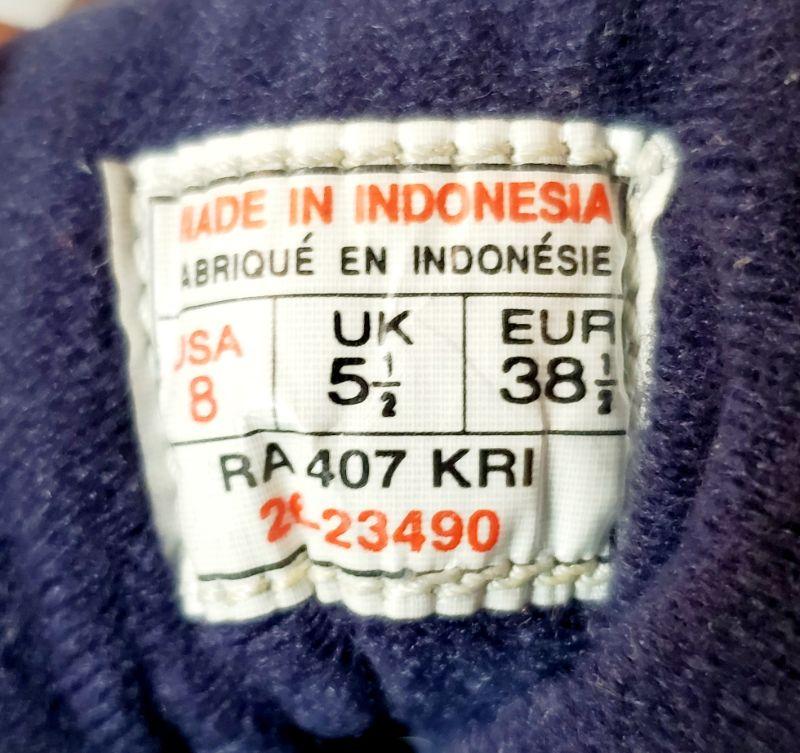 MADE IN INDONESIA
FABRIQUÉ EN INDONÉSIE
USA UK EUR
8 5½ 38½
RA 407 KRI
23490